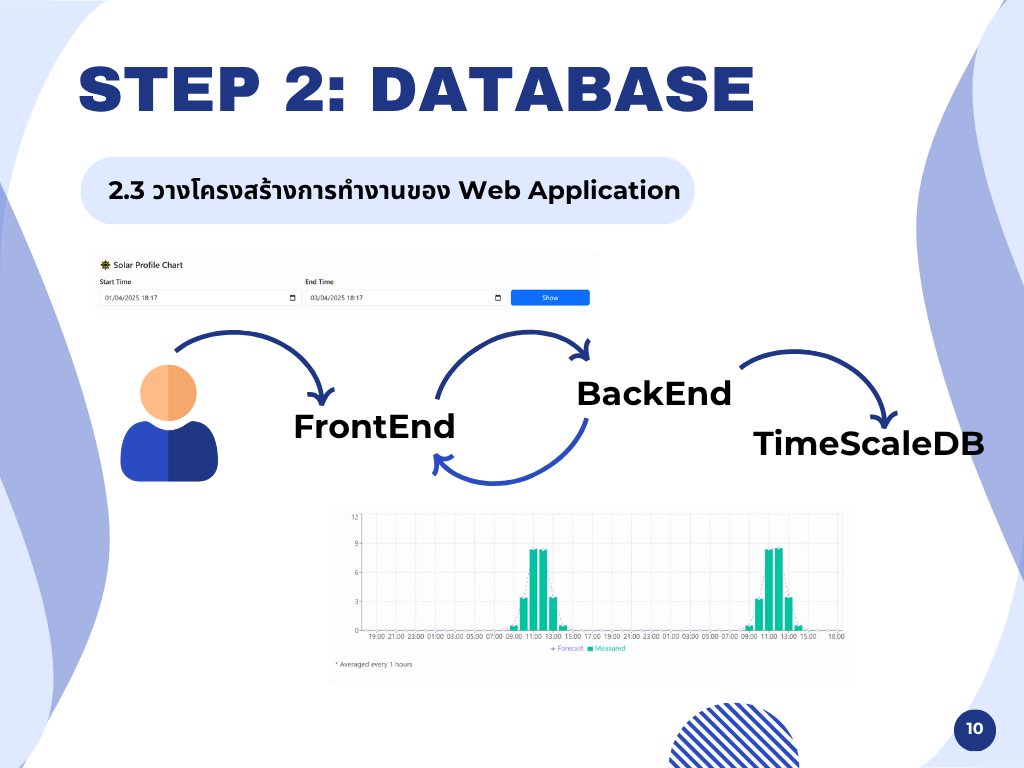 STEP 2: DATABASE
2.3 วางโครงสร้างการทำงานของ Web Application
Solar Profile Chart
Start Time End Time
01/04/2025 18:17 03/04/2025 18:17 Show
BackEnd
FrontEnd
TimeScaleDB
12
9
6
3
0
19:00 21:00 23:00 01:00 03:00 05:00 07:00 09:00 11:00 13:00 15:00 17:00 19:00 21:00 23:00 01:00 03:00 05:00 07:00 09:00 11:00 13:00 15:00 18:00
Forecast Measured
* Averaged every 1 hours
10